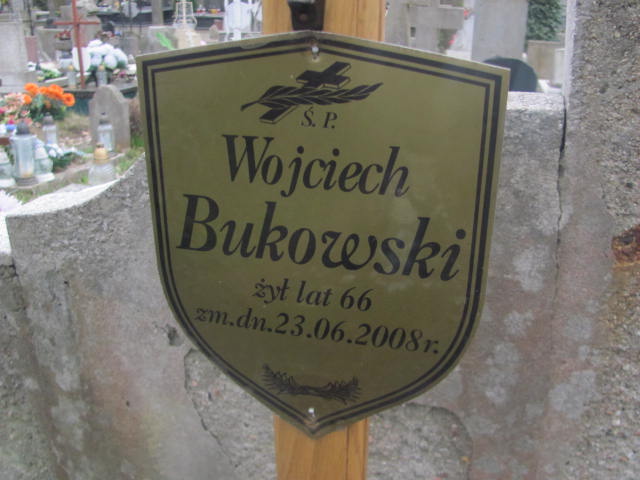 Ś. P.
Wojciech
Bukowski
żył lat 66
zm.dn.23.06.2008r.